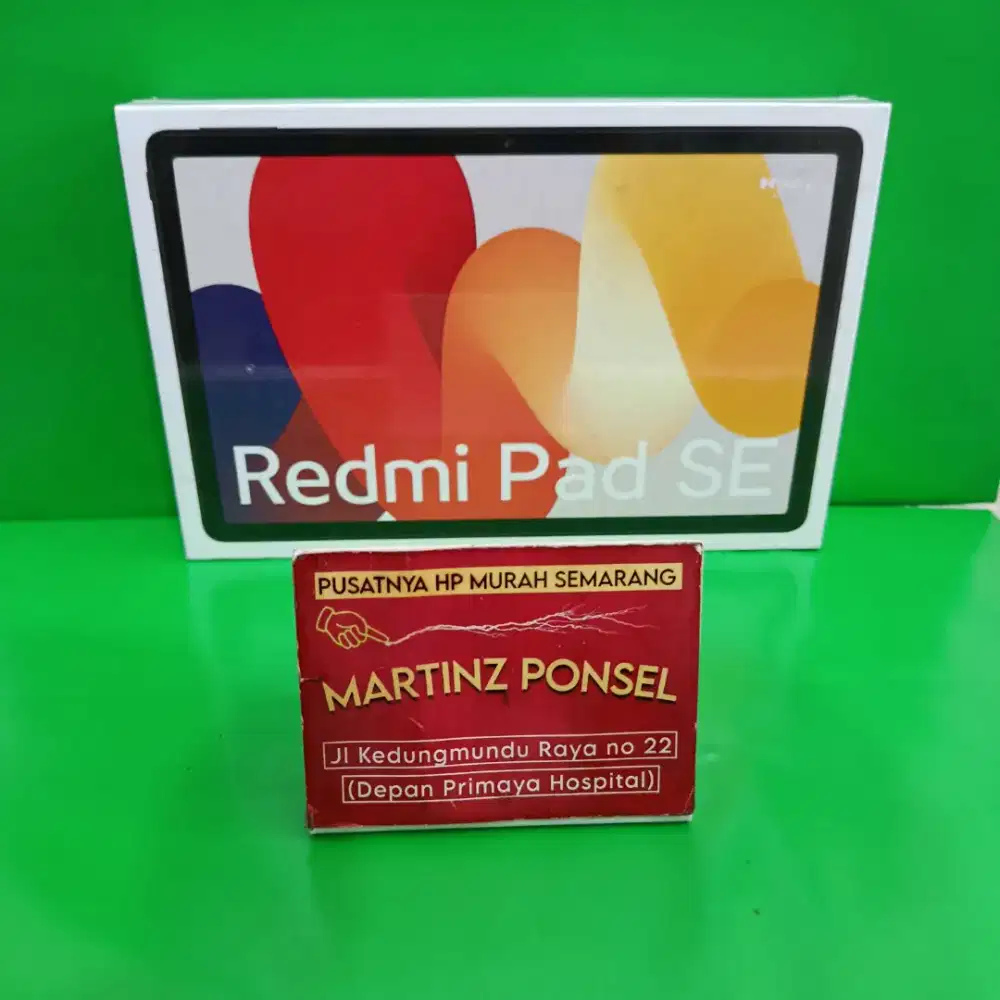 Redmi Pad SE
PUSATNYA HP MURAH SEMARANG
MARTINZ PONSEL
Jl Kedungmundu Raya no 22
(Depan Primaya Hospital)